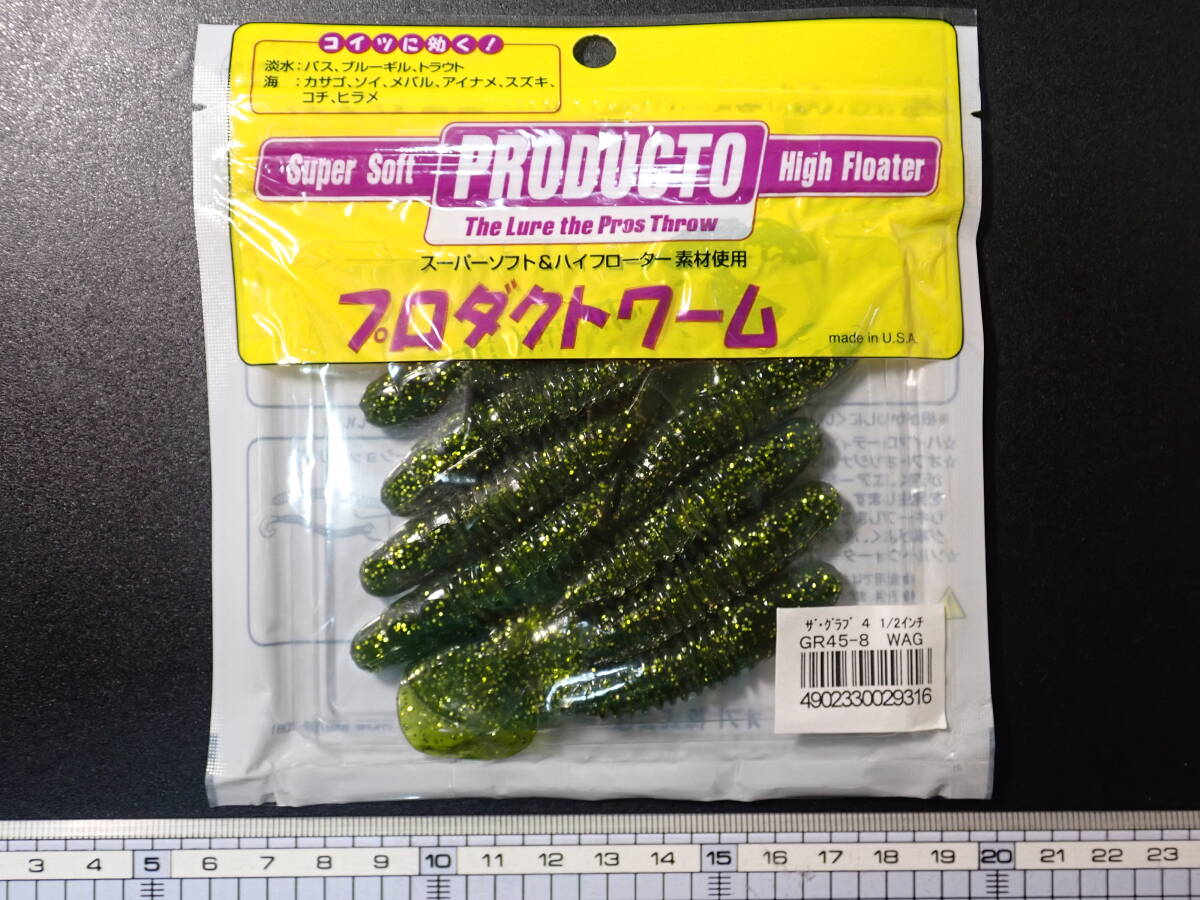 コイツに効く!
淡水:バス、ブルーギル、トラウト
海 :カサゴ、ソイ、メバル、アイナメ、スズキ、
コチ、ヒラメ
Super Soft PRODUCTO High Floater
The Lure the Pros Throw
スーパーソフト&ハイフローター素材使用
プロダクトワーム
made in U.S.A.
ザ・グラブ 4 1/2インチ
GR45-8 WAG
4902330029316
3 4 5 6 7 8 9 10 11 12 13 14 15 16 17 18 19 20 21 22 23